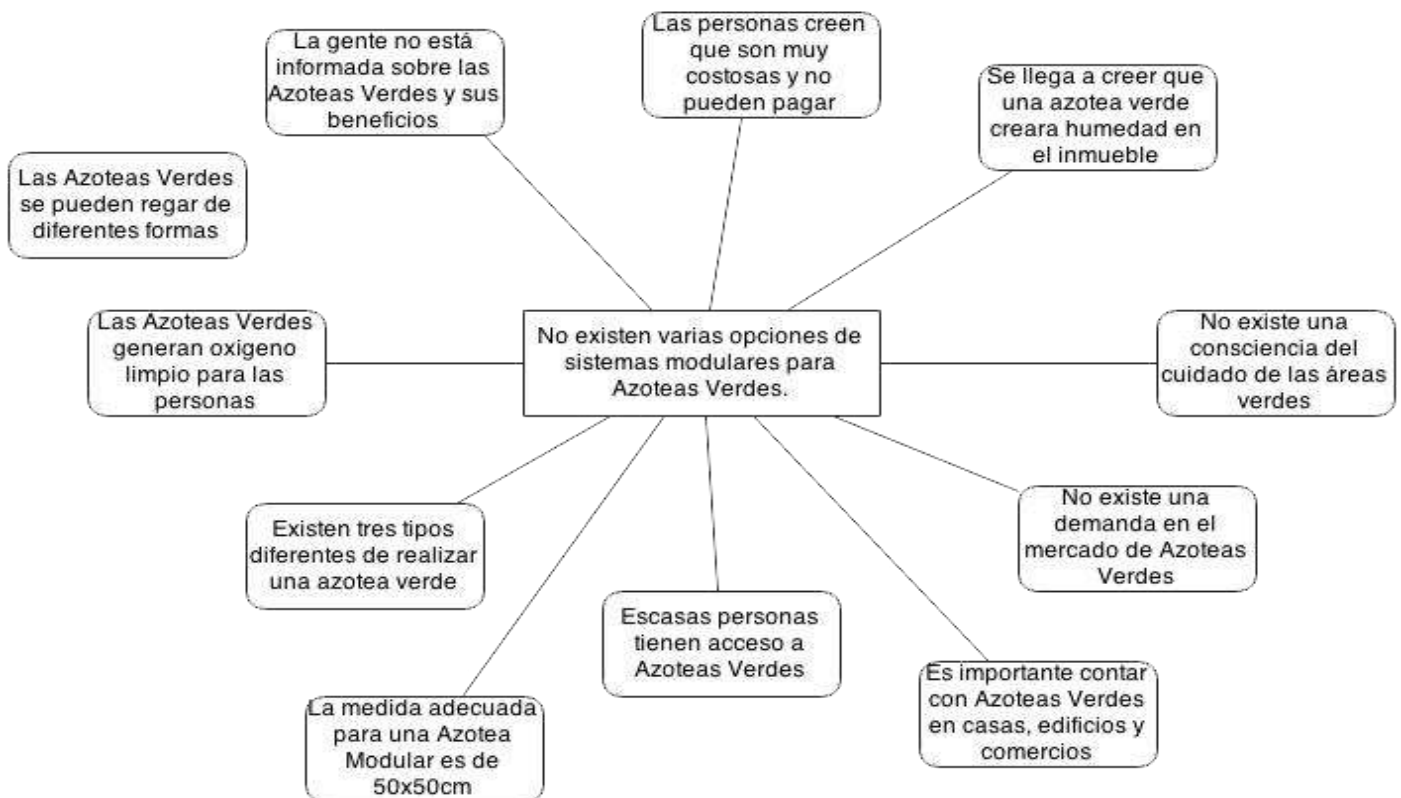 La gente no está
informada sobre las
Azoteas Verdes y sus
beneficios
Las personas creen
que son muy
costosas y no
pueden pagar
Se llega a creer que
una azotea verde
creara humedad en
el inmueble
Las Azoteas Verdes
se pueden regar de
diferentes formas
Las Azoteas Verdes
generan oxigeno
limpio para las
personas
No existen varias opciones de
sistemas modulares para
Azoteas Verdes.
No existe una
consciencia del
cuidado de las áreas
verdes
Existen tres tipos
diferentes de realizar
una azotea verde
No existe una
demanda en el
mercado de Azoteas
Verdes
Escasas personas
tienen acceso a
Azoteas Verdes
La medida adecuada
para una Azotea
Modular es de
50x50cm
Es importante contar
con Azoteas Verdes
en casas, edificios y
comercios